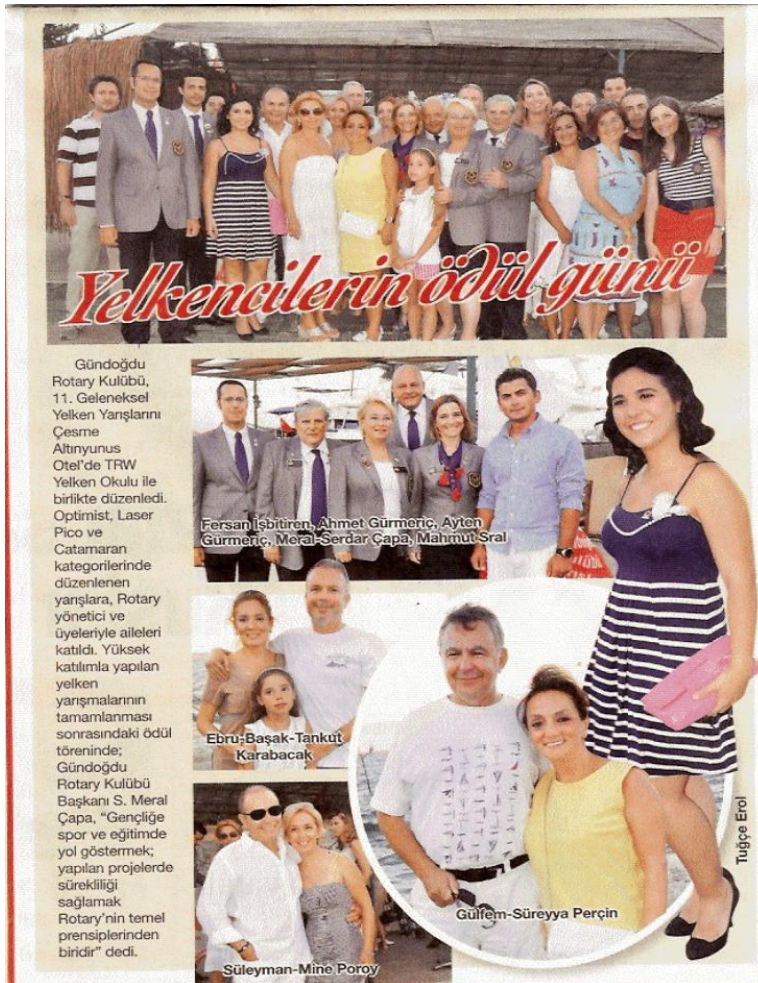 Yelkencilerin ödül günü
Gündoğdu
Rotary Kulübü,
11. Geleneksel
Yelken Yarışlarını
Çesme
Altınyunus
Otel'de TRW
Yelken Okulu ile
birlikte düzenledi.
Optimist, Laser
Pico ve
Catamaran
kategorilerinde
düzenlenen
yarışlara, Rotary
yönetici ve
üyeleriyle aileleri
katıldı. Yüksek
katılımla yapılan
yelken
yarışmalarının
tamamlanması
sonrasındaki ödül
töreninde;
Gündoğdu
Rotary Kulübü
Başkanı S. Meral
Çapa, “Gençliğe
spor ve eğitimde
yol göstermek;
yapılan projelerde
sürekliliği
sağlamak
Rotary'nin temel
prensiplerinden
biridir” dedi.
Fersan İşbitiren, Ahmet Gürmeriç, Ayten
Gürmeriç, Meral-Serdar Çapa, Mahmut Sral
Ebru-Başak-Tankut
Karabacak
Süleyman-Mine Poroy
Gülfem-Süreyya Perçin
Tuğçe Erol